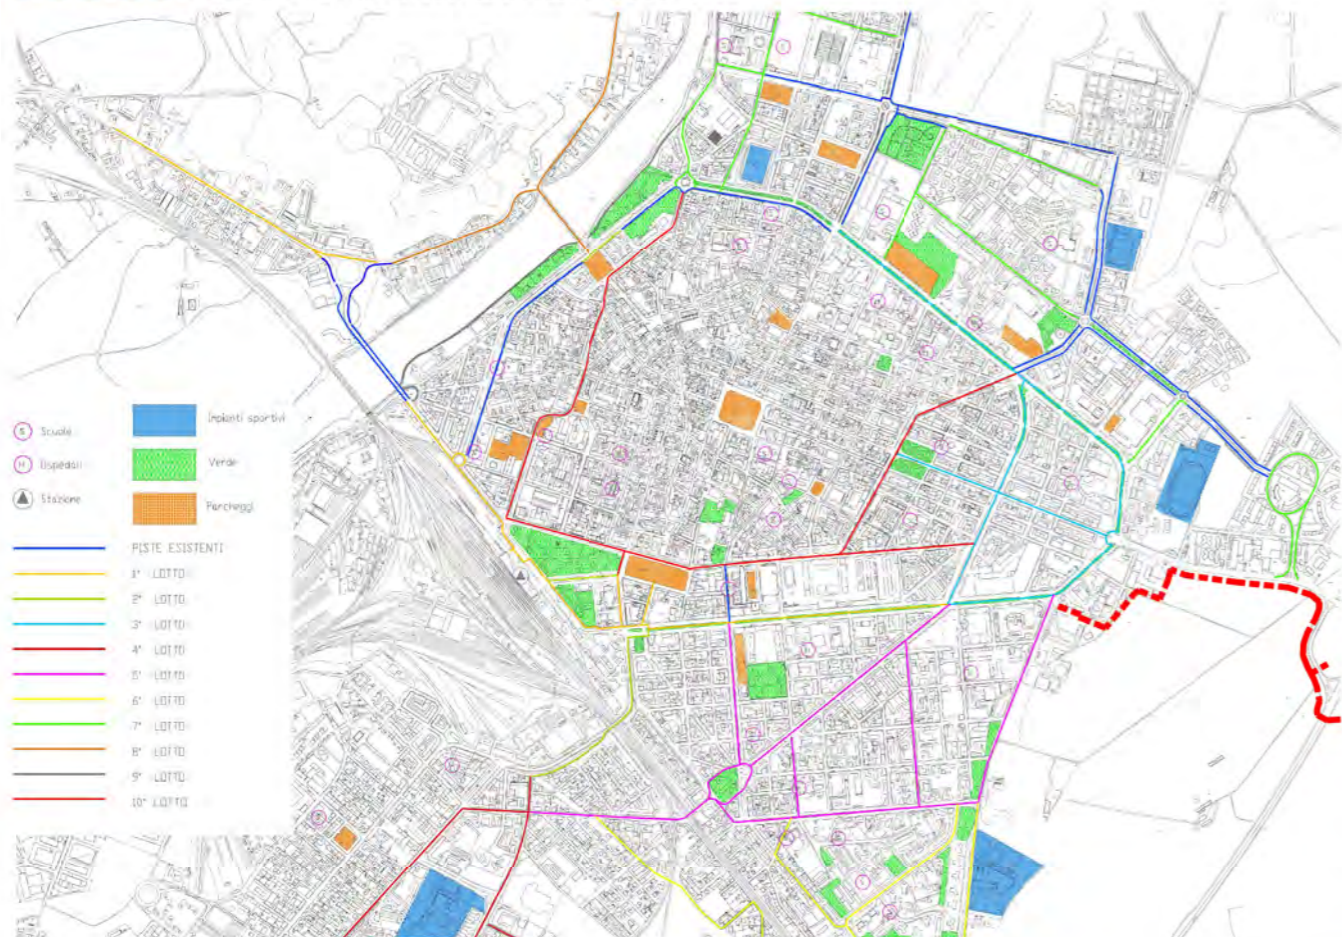 S Scuole
H Ospedali
Stazione
Impianti sportivi
Verde
Parcheggi
PISTE ESISTENTI
1° LOTTO
2° LOTTO
3° LOTTO
4° LOTTO
5° LOTTO
6° LOTTO
7° LOTTO
8° LOTTO
9° LOTTO
10° LOTTO